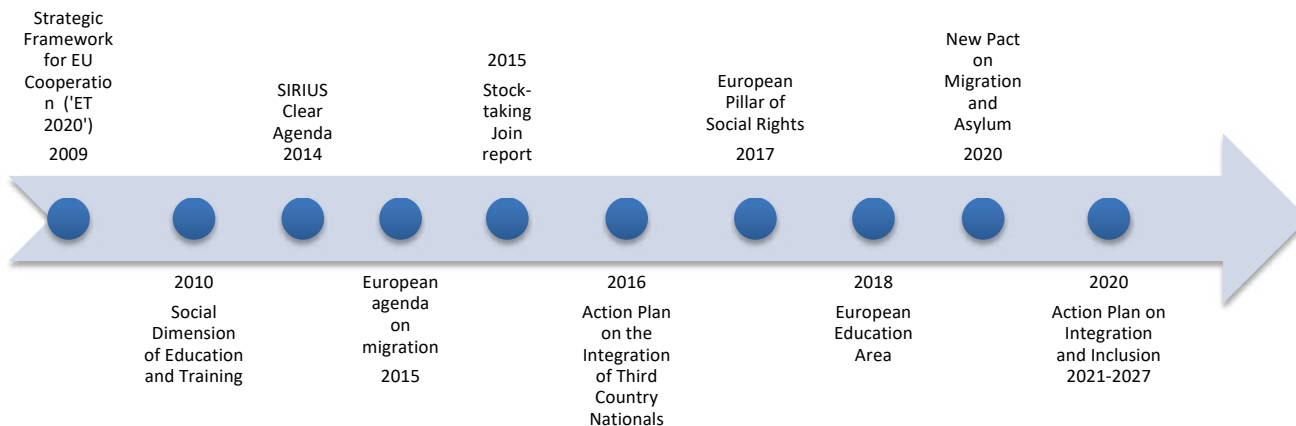 Strategic
Framework
for EU
Cooperatio
n ('ET
2020')
2009
2010
Social
Dimension
of Education
and Training
SIRIUS
Clear
Agenda
2014
European
agenda
on
migration
2015
2015
Stock-
taking
Join
report
2016
Action Plan
on the
Integration
of Third
Country
Nationals
European
Pillar of
Social Rights
2017
2018
European
Education
Area
New Pact
on
Migration
and
Asylum
2020
2020
Action Plan on
Integration
and Inclusion
2021-2027